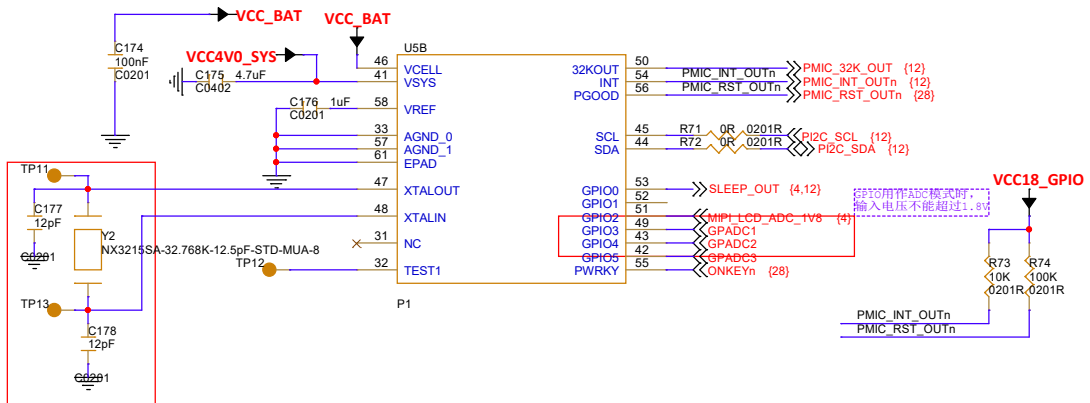 VCC_BAT
VCC_BAT
C174
100nF
C0201
VCC4V0_SYS
C175
4.7uF
C0402
C176
1uF
C0201
U5B
46
VCELL
41
VSYS
58
VREF
33
AGND_0
57
AGND_1
61
EPAD
47
XTALOUT
48
XTALIN
31
NC
32
TEST1
32KOUT
50
PMIC_32K_OUT {12}
INT
54
PMIC_INT_OUTn
PMIC_INT_OUTn {12}
PGOOD
56
PMIC_RST_OUTn
PMIC_RST_OUTn {28}
SCL
45
R71
0R
0201R
PI2C_SCL {12}
SDA
44
R72
0R
0201R
PI2C_SDA {12}
GPIO0
53
SLEEP_OUT {4,12}
GPIO1
52
GPIO2
51
MIPI_LCD_ADC_1V8 {4}
GPIO3
49
GPADC1
GPIO4
43
GPADC2
GPIO5
42
GPADC3
PWRKY
55
ONKEYn {28}
P1
TP11
C177
12pF
C0201
Y2
NX3215SA-32.768K-12.5pF-STD-MUA-8
TP12
TP13
C178
12pF
C0201
GPIO用作ADC模式时,
输入电压不能超过1.8V
VCC18_GPIO
R73
10K
0201R
R74
100K
0201R
PMIC_INT_OUTn
PMIC_RST_OUTn